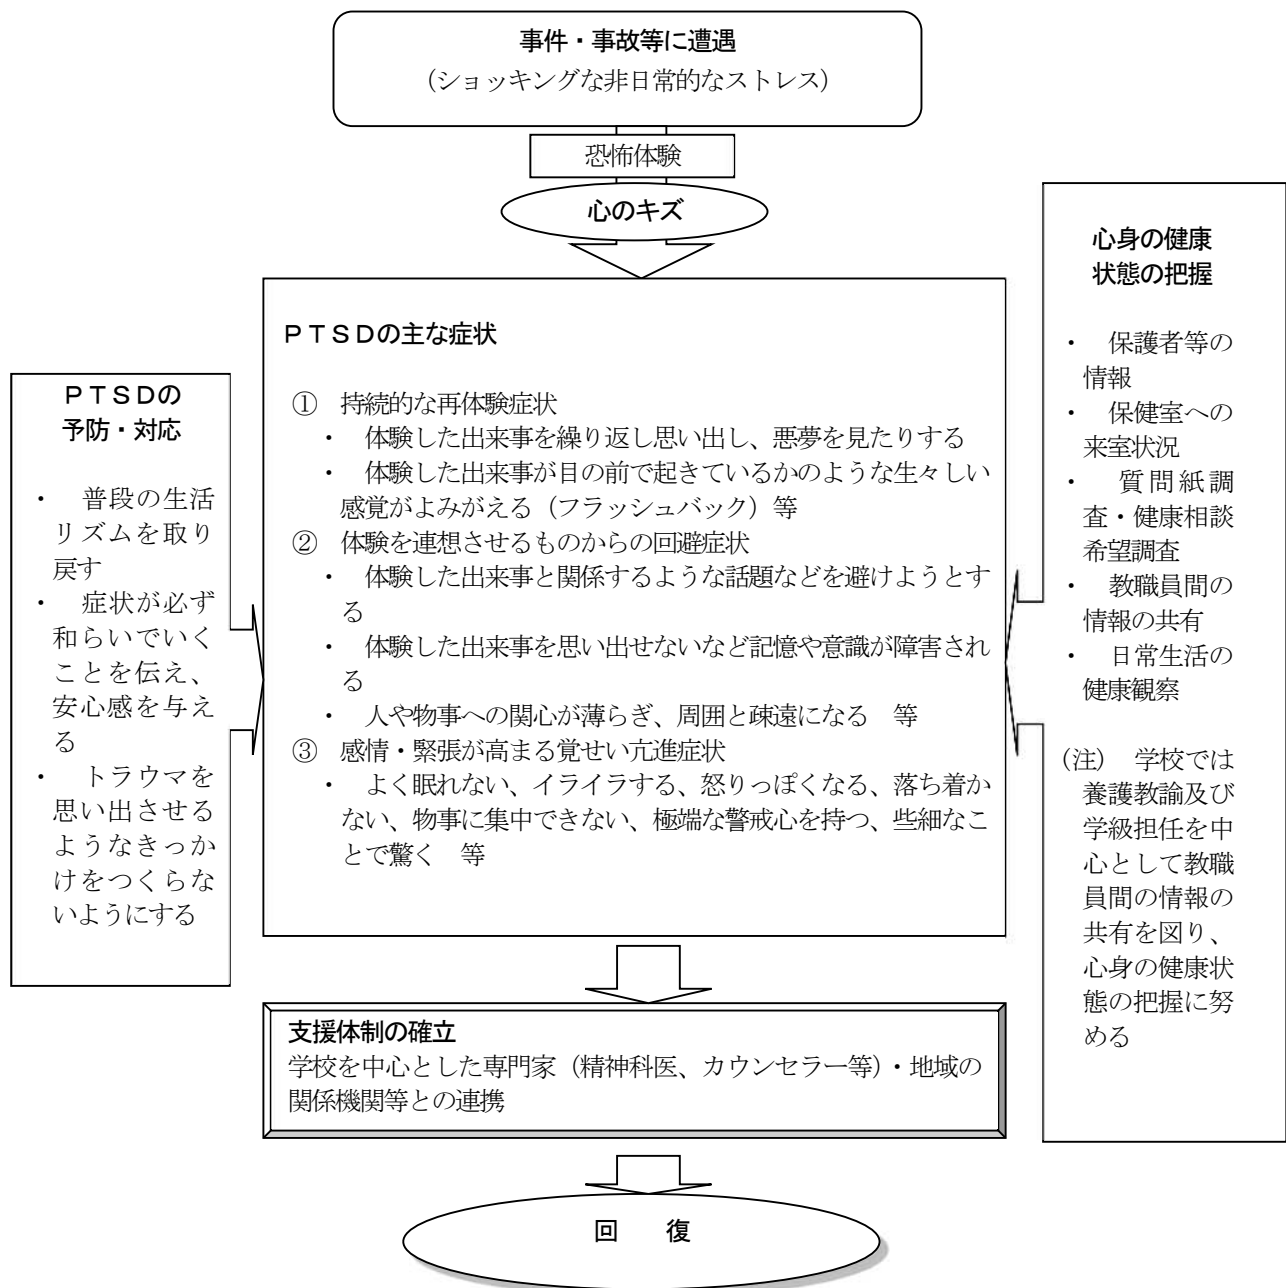 事件・事故等に遭遇
（ショッキングな非日常的なストレス）
恐怖体験
心のキズ
ＰＴＳＤの主な症状
① 持続的な再体験症状
・ 体験した出来事を繰り返し思い出し、悪夢を見たりする
・ 体験した出来事が目の前で起きているかのような生々しい
感覚がよみがえる（フラッシュバック）等
② 体験を連想させるものからの回避症状
・ 体験した出来事と関係するような話題などを避けようとす
る
・ 体験した出来事を思い出せないなど記憶や意識が障害され
る
・ 人や物事への関心が薄らぎ、周囲と疎遠になる 等
③ 感情・緊張が高まる覚せい亢進症状
・ よく眠れない、イライラする、怒りっぽくなる、落ち着か
ない、物事に集中できない、極端な警戒心を持つ、些細なこ
とで驚く 等
ＰＴＳＤの
予防・対応
・ 普段の生活
リズムを取り
戻す
・ 症状が必ず
和らいでいく
ことを伝え、
安心感を与え
る
・ トラウマを
思い出させる
ようなきっか
けをつくらな
いようにする
心身の健康
状態の把握
・ 保護者等の
情報
・ 保健室への
来室状況
・ 質問紙調
査・健康相談
希望調査
・ 教職員間の
情報の共有
・ 日常生活の
健康観察
（注） 学校では
養護教諭及び
学級担任を中
心として教職
員間の情報の
共有を図り、
心身の健康状
態の把握に努
める
支援体制の確立
学校を中心とした専門家（精神科医、カウンセラー等）・地域の
関係機関等との連携
回 復